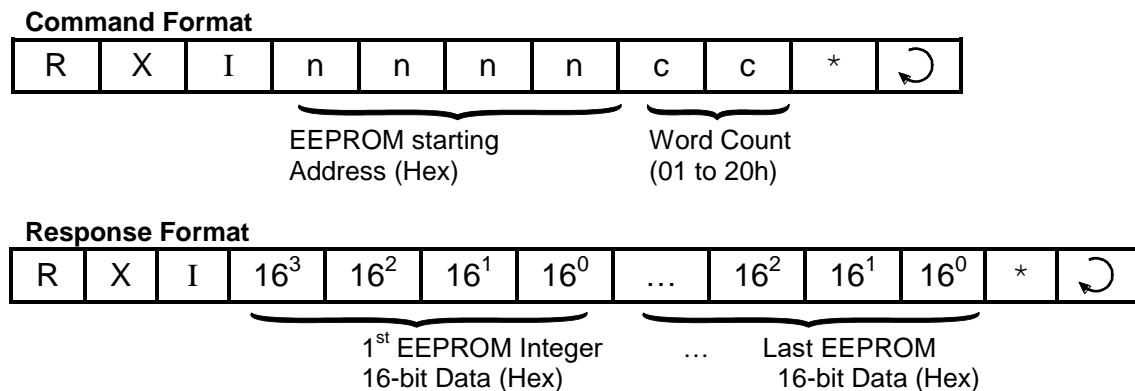 Command Format
R X I n n n n c c *
EEPROM starting Word Count
Address (Hex) (01 to 20h)
Response Format
R X I 16³ 16² 16¹ 16⁰ … 16² 16¹ 16⁰ *
1ˢᵗ EEPROM Integer … Last EEPROM
16-bit Data (Hex) 16-bit Data (Hex)